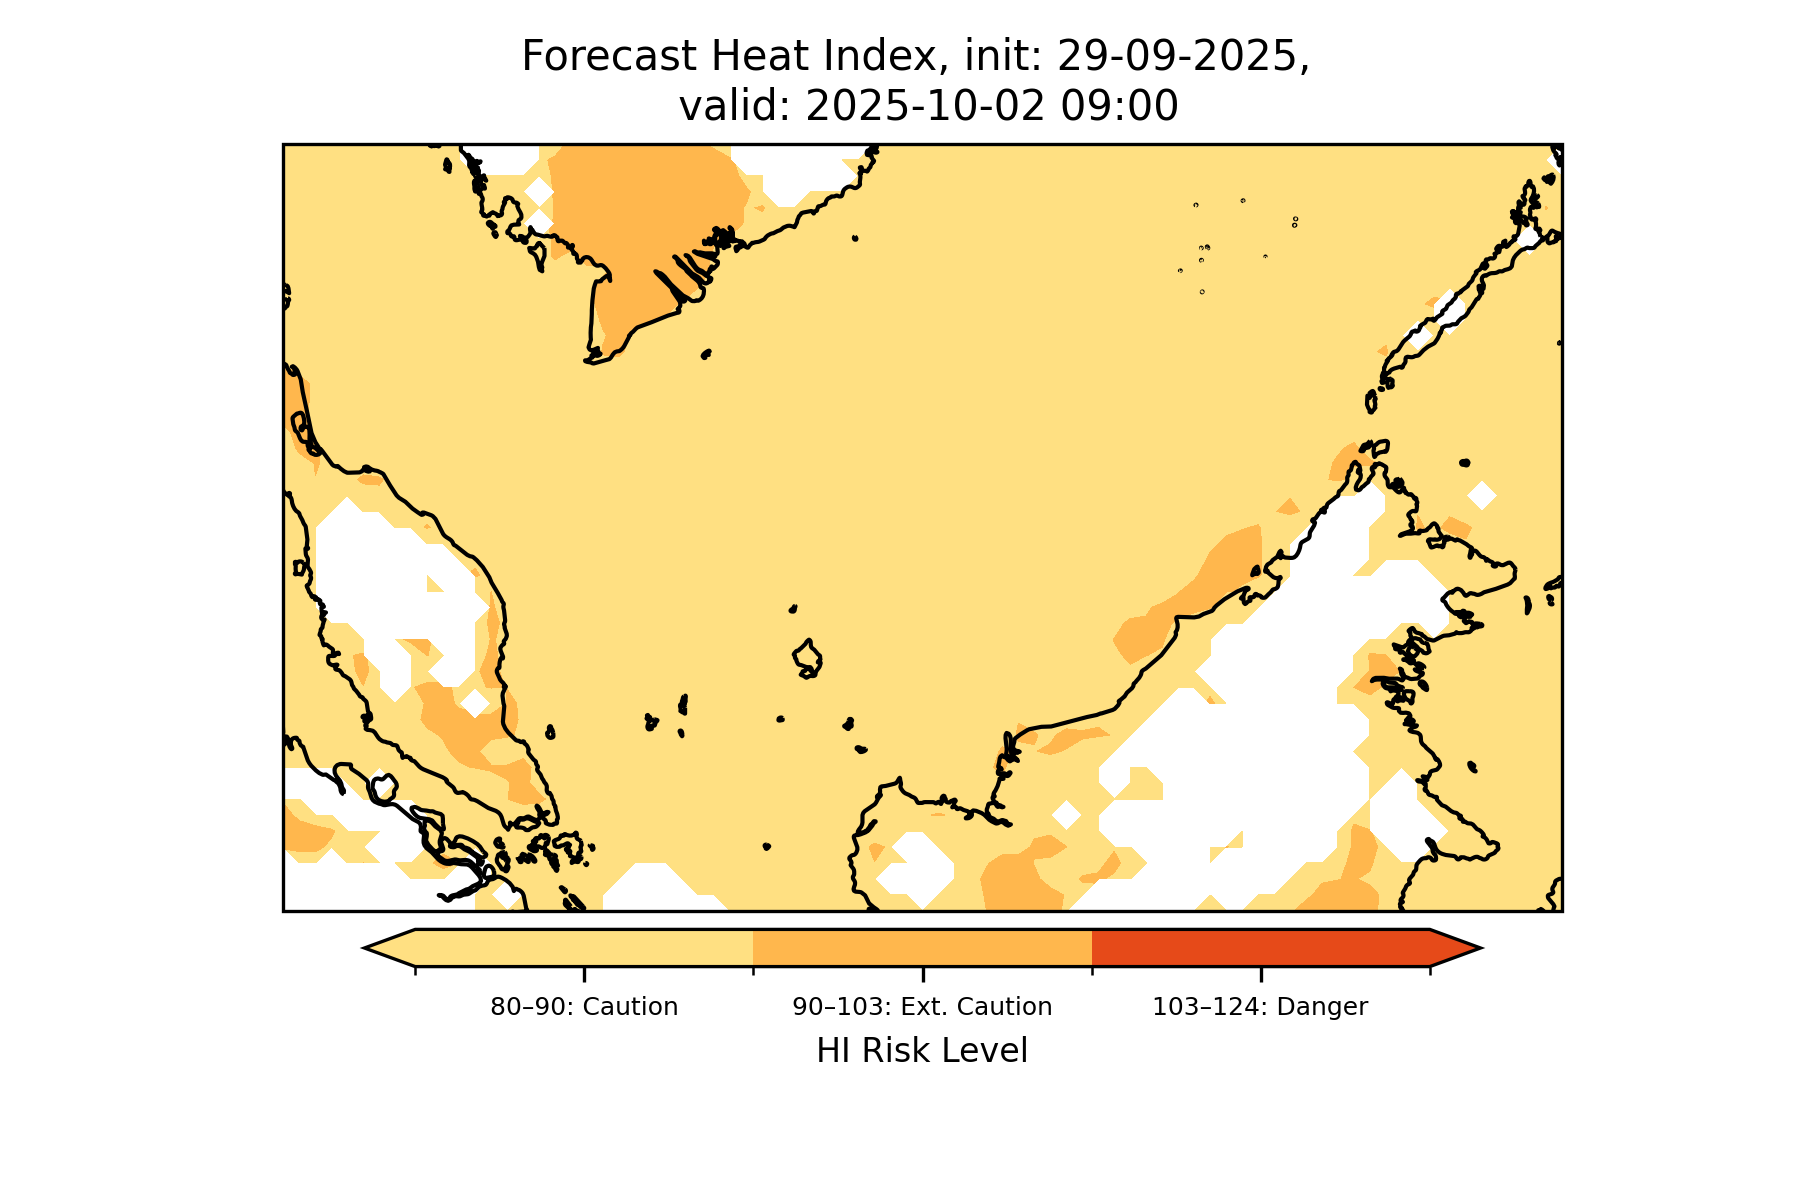 Forecast Heat Index, init: 29-09-2025,
valid: 2025-10-02 09:00
80–90: Caution
90–103: Ext. Caution
103–124: Danger
HI Risk Level